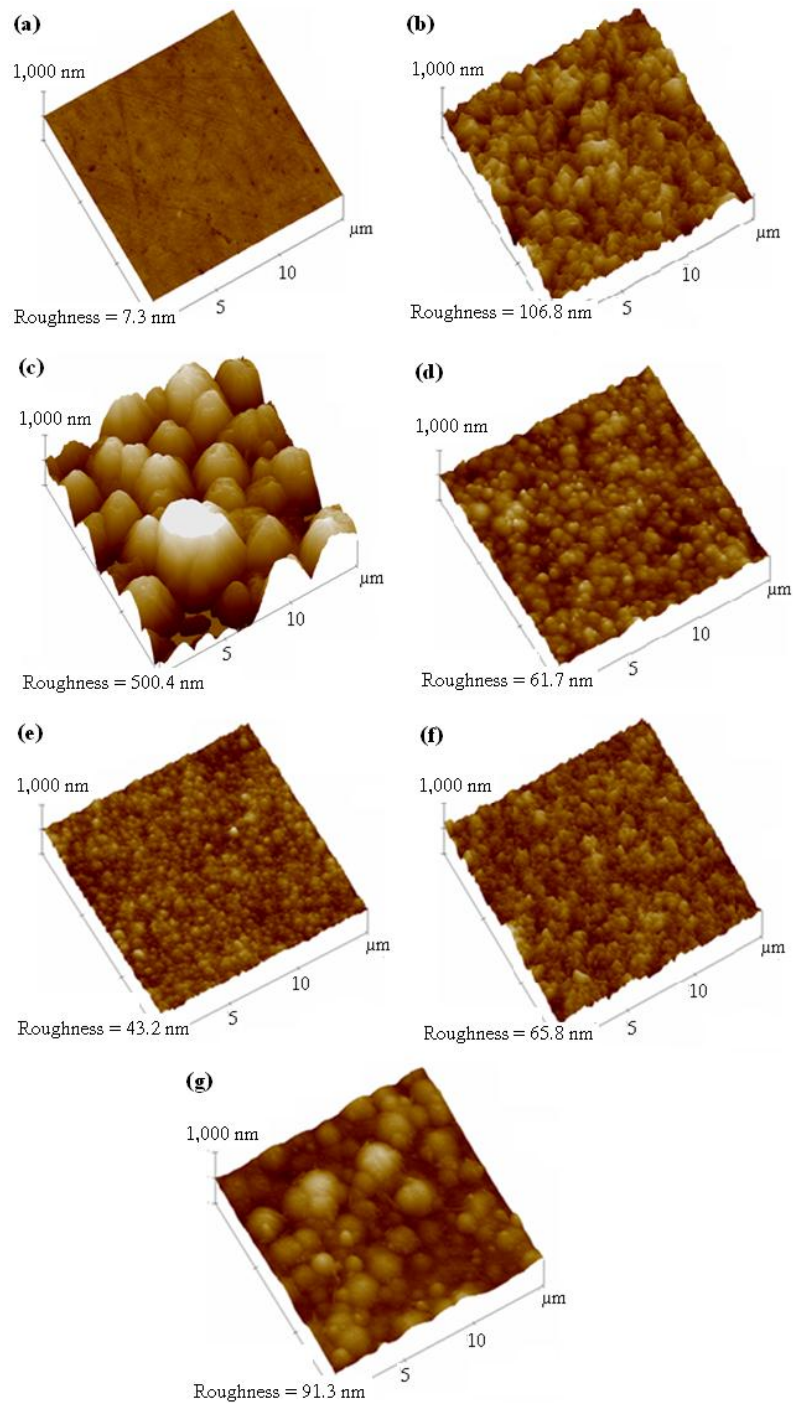 (a)
1,000 nm
μm
10
5
Roughness = 7.3 nm
(b)
1,000 nm
μm
10
5
Roughness = 106.8 nm
(c)
1,000 nm
μm
10
5
Roughness = 500.4 nm
(d)
1,000 nm
μm
10
5
Roughness = 61.7 nm
(e)
1,000 nm
μm
10
5
Roughness = 43.2 nm
(f)
1,000 nm
μm
10
5
Roughness = 65.8 nm
(g)
1,000 nm
μm
10
5
Roughness = 91.3 nm